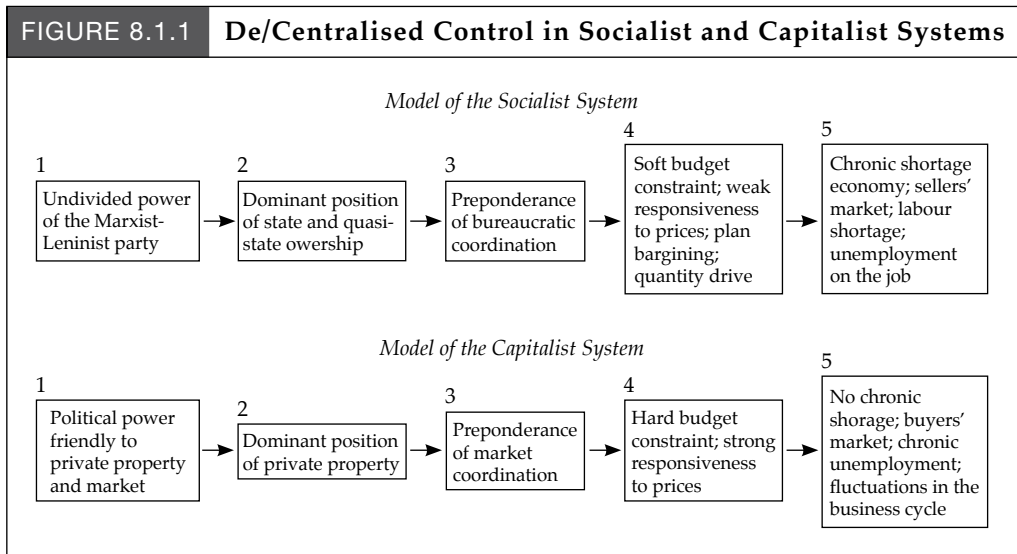 FIGURE 8.1.1 De/Centralised Control in Socialist and Capitalist Systems
Model of the Socialist System
1
Undivided power
of the Marxist-
Leninist party
2
Dominant position
of state and quasi-
state owership
3
Preponderance
of bureaucratic
coordination
4
Soft budget
constraint; weak
responsiveness
to prices; plan
bargining;
quantity drive
5
Chronic shortage
economy; sellers'
market; labour
shortage;
unemployment
on the job
Model of the Capitalist System
1
Political power
friendly to
private property
and market
2
Dominant position
of private property
3
Preponderance
of market
coordination
4
Hard budget
constraint; strong
responsiveness
to prices
5
No chronic
shorage; buyers'
market; chronic
unemployment;
fluctuations in the
business cycle